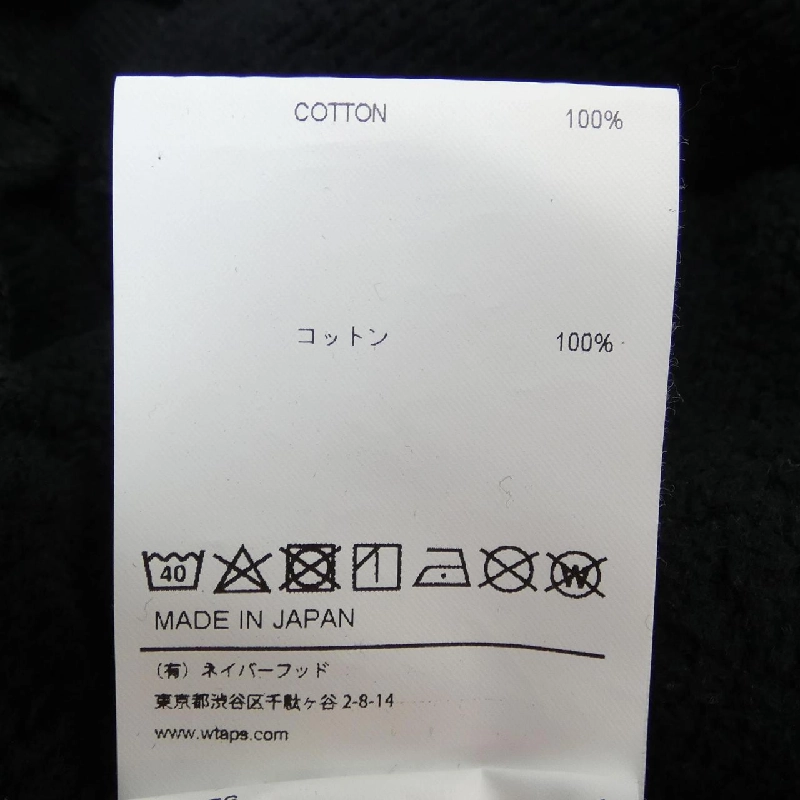 COTTON 100%
コットン 100%
40 W
MADE IN JAPAN
（有）ネイバーフッド
東京都渋谷区千駄ヶ谷 2-8-14
www.wtaps.com